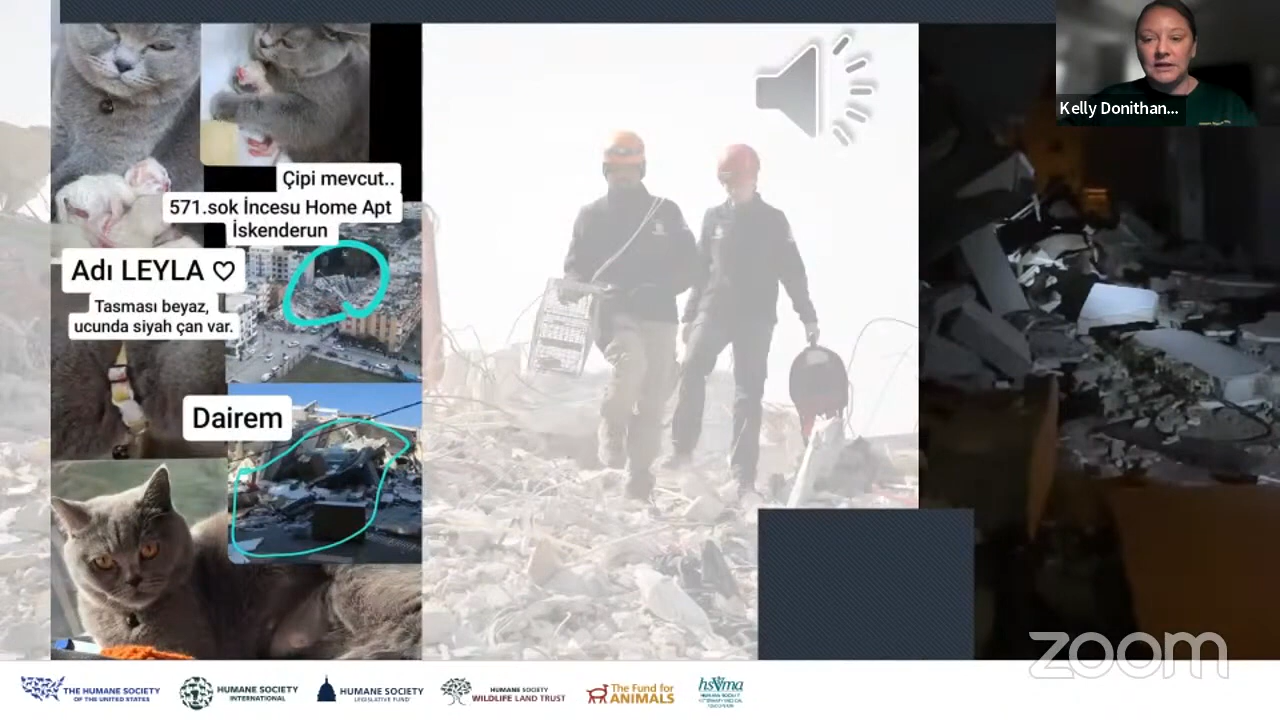 Kelly Donithan...
Çipi mevcut..
571.sok İncesu Home Apt
İskenderun
Adı LEYLA ♡
Tasması beyaz,
ucunda siyah çan var.
Dairem
zoom
THE HUMANE SOCIETY
OF THE UNITED STATES
HUMANE SOCIETY
INTERNATIONAL
HUMANE SOCIETY
LEGISLATIVE FUND
HUMANE SOCIETY
WILDLIFE LAND TRUST
The Fund for
ANIMALS
hsvma